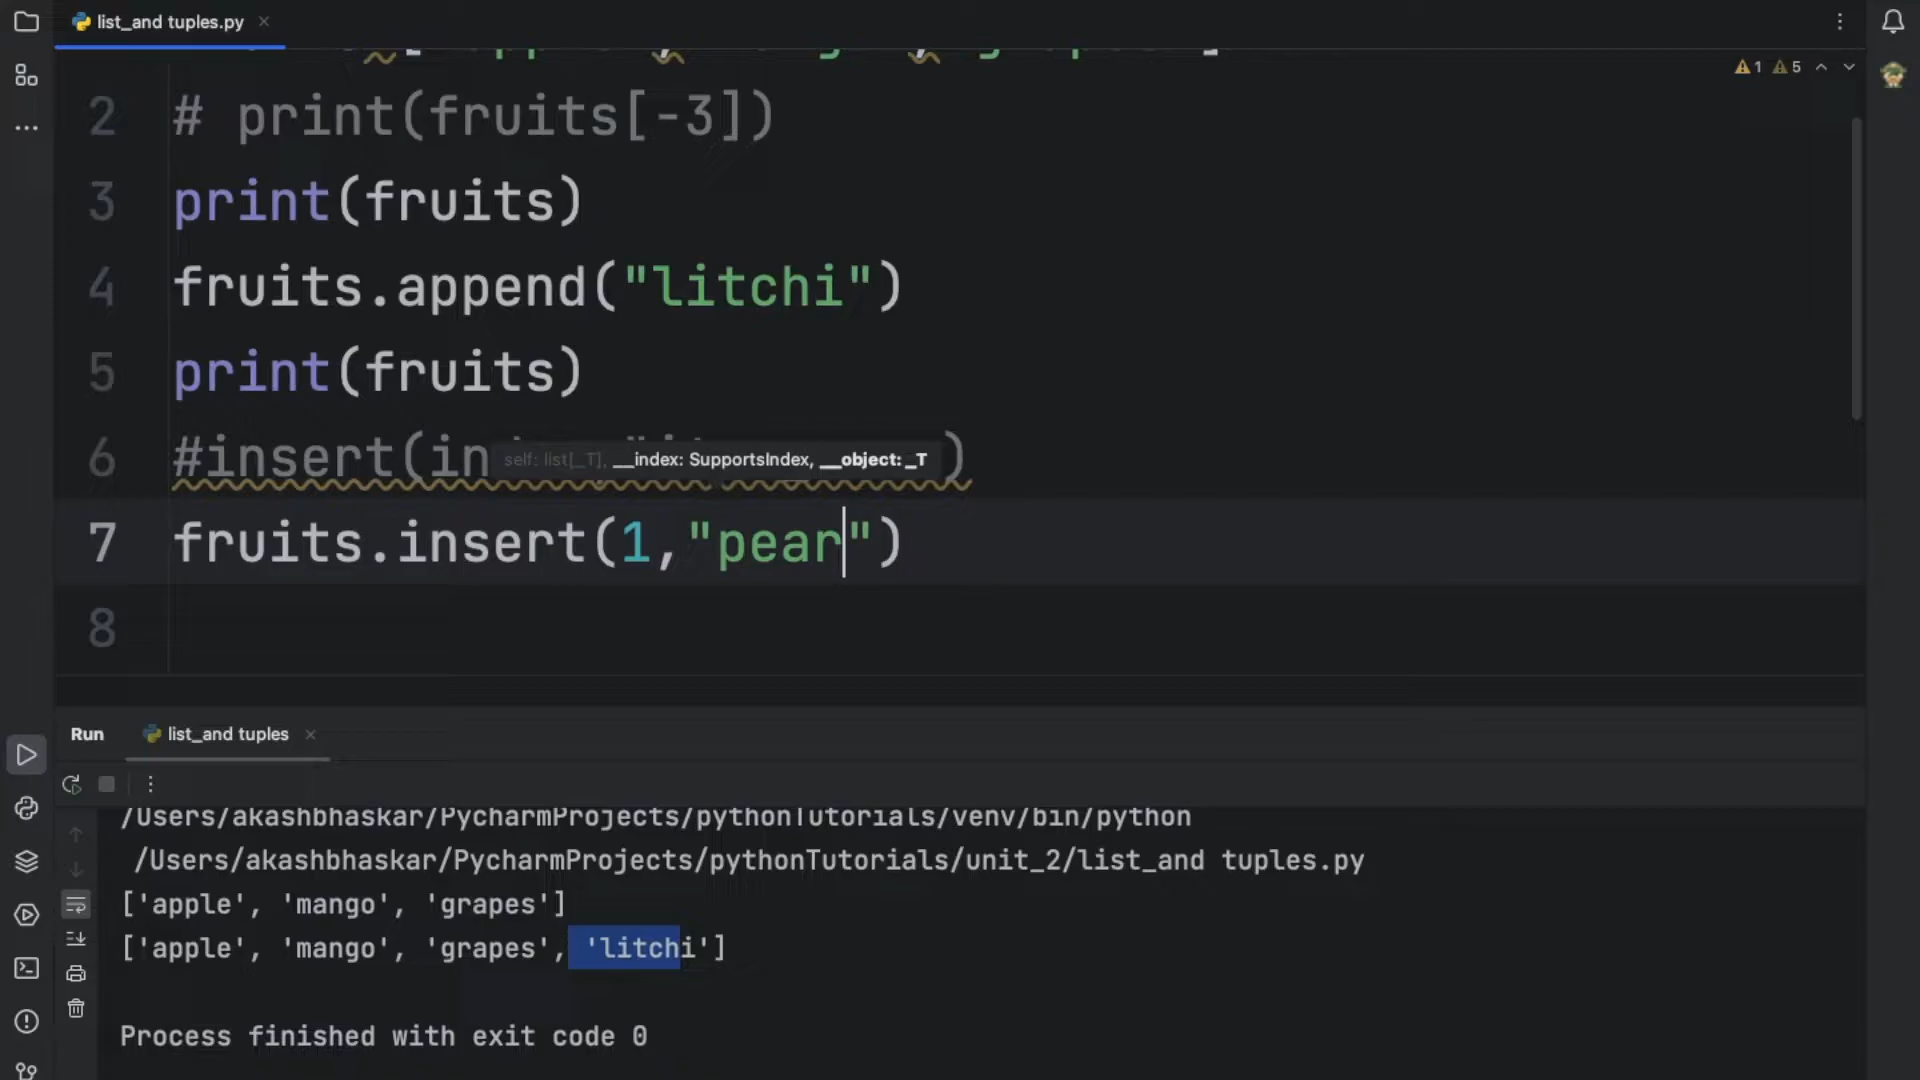 list_and tuples.py
1 5
2 # print(fruits[-3])
3 print(fruits)
4 fruits.append("litchi")
5 print(fruits)
6 #insert(in )
self: list[_T], __index: SupportsIndex, __object: _T
7 fruits.insert(1,"pear")
8
Run list_and tuples
/Users/akashbhaskar/PycharmProjects/pythonTutorials/venv/bin/python
/Users/akashbhaskar/PycharmProjects/pythonTutorials/unit_2/list_and tuples.py
['apple', 'mango', 'grapes']
['apple', 'mango', 'grapes', 'litchi']
Process finished with exit code 0